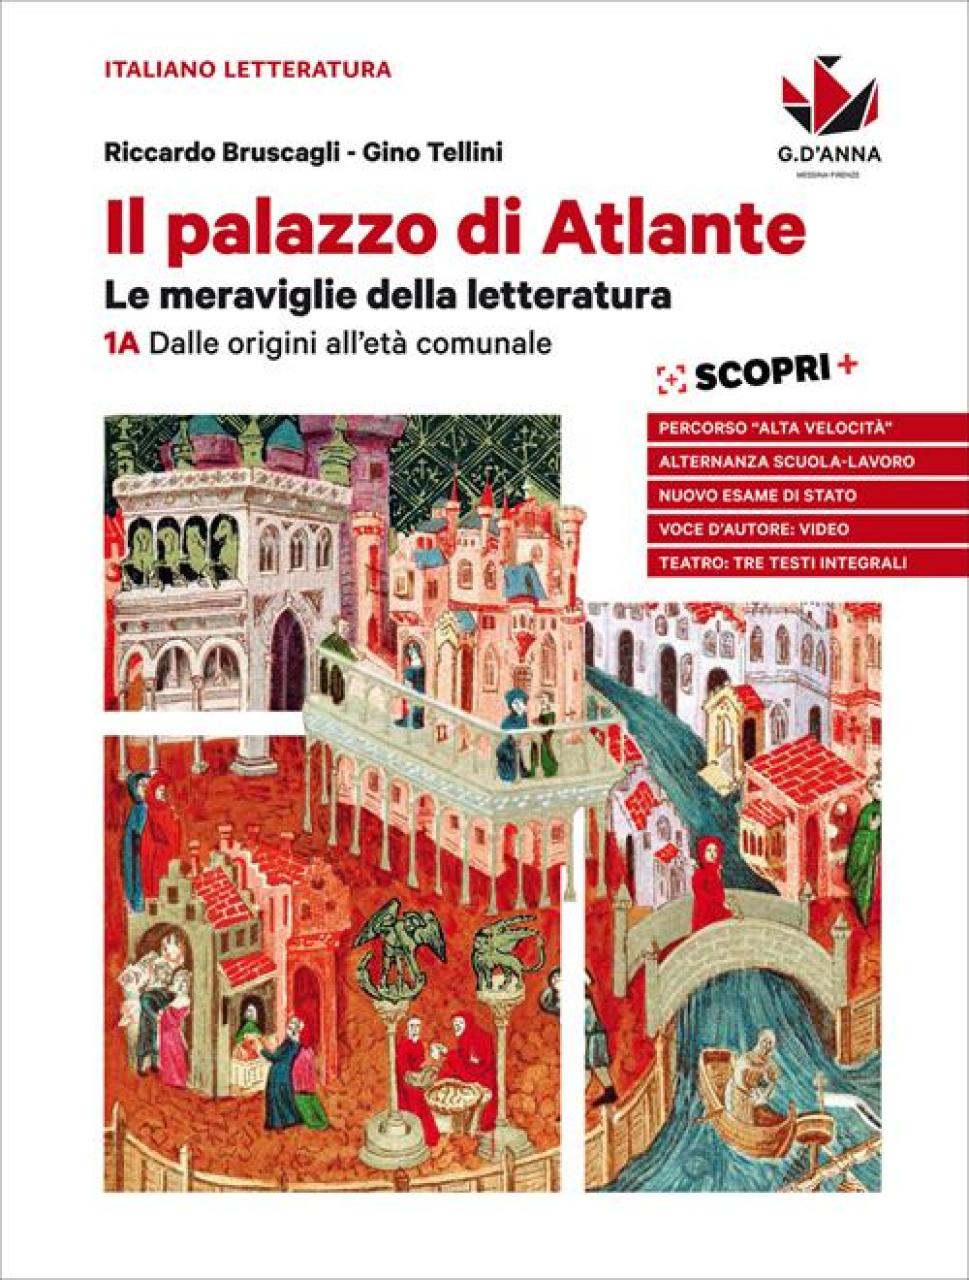 ITALIANO LETTERATURA
Riccardo Bruscagli - Gino Tellini
G.D'ANNA
MESSINA-FIRENZE
Il palazzo di Atlante
Le meraviglie della letteratura
1A Dalle origini all'età comunale
SCOPRI+
PERCORSO "ALTA VELOCITÀ"
ALTERNANZA SCUOLA-LAVORO
NUOVO ESAME DI STATO
VOCE D'AUTORE: VIDEO
TEATRO: TRE TESTI INTEGRALI